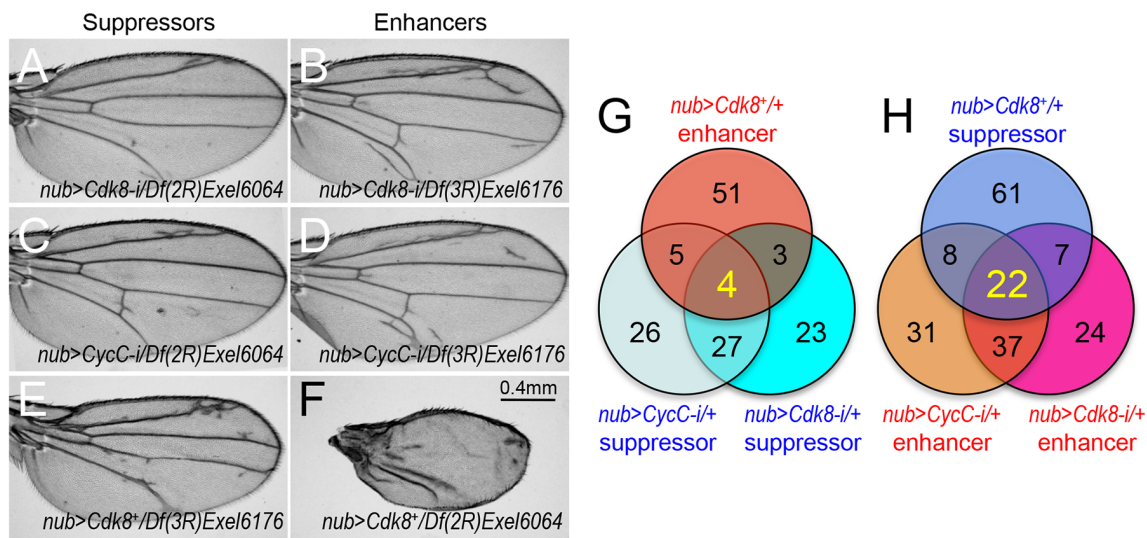 Suppressors
Enhancers
A
nub>Cdk8-i/Df(2R)Exel6064
B
nub>Cdk8-i/Df(3R)Exel6176
C
nub>CycC-i/Df(2R)Exel6064
D
nub>CycC-i/Df(3R)Exel6176
E
nub>Cdk8+/Df(3R)Exel6176
F
0.4mm
nub>Cdk8+/Df(2R)Exel6064
G
nub>Cdk8+/+
enhancer
51
5
3
4
26
27
23
nub>CycC-i/+
suppressor
nub>Cdk8-i/+
suppressor
H
nub>Cdk8+/+
suppressor
61
8
7
22
31
37
24
nub>CycC-i/+
enhancer
nub>Cdk8-i/+
enhancer